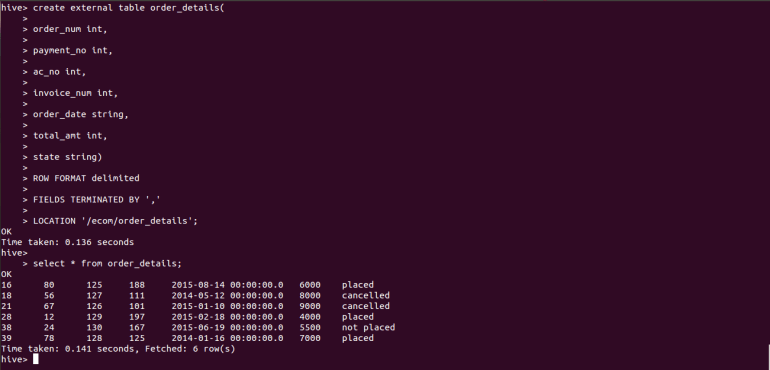 hive> create external table order_details(
    >
    > order_num int,
    >
    > payment_no int,
    >
    > ac_no int,
    >
    > invoice_num int,
    >
    > order_date string,
    >
    > total_amt int,
    >
    > state string)
    >
    > ROW FORMAT delimited
    >
    > FIELDS TERMINATED BY ','
    >
    > LOCATION '/ecom/order_details';
OK
Time taken: 0.136 seconds
hive>
    > select * from order_details;
OK
16      80      125     188     2015-08-14 00:00:00.0   6000    placed
18      56      127     111     2014-05-12 00:00:00.0   8000    cancelled
21      67      126     101     2015-01-10 00:00:00.0   9000    cancelled
28      12      129     197     2015-02-18 00:00:00.0   4000    placed
38      24      130     167     2015-06-19 00:00:00.0   5500    not placed
39      78      128     125     2014-01-16 00:00:00.0   7000    placed
Time taken: 0.141 seconds, Fetched: 6 row(s)
hive>